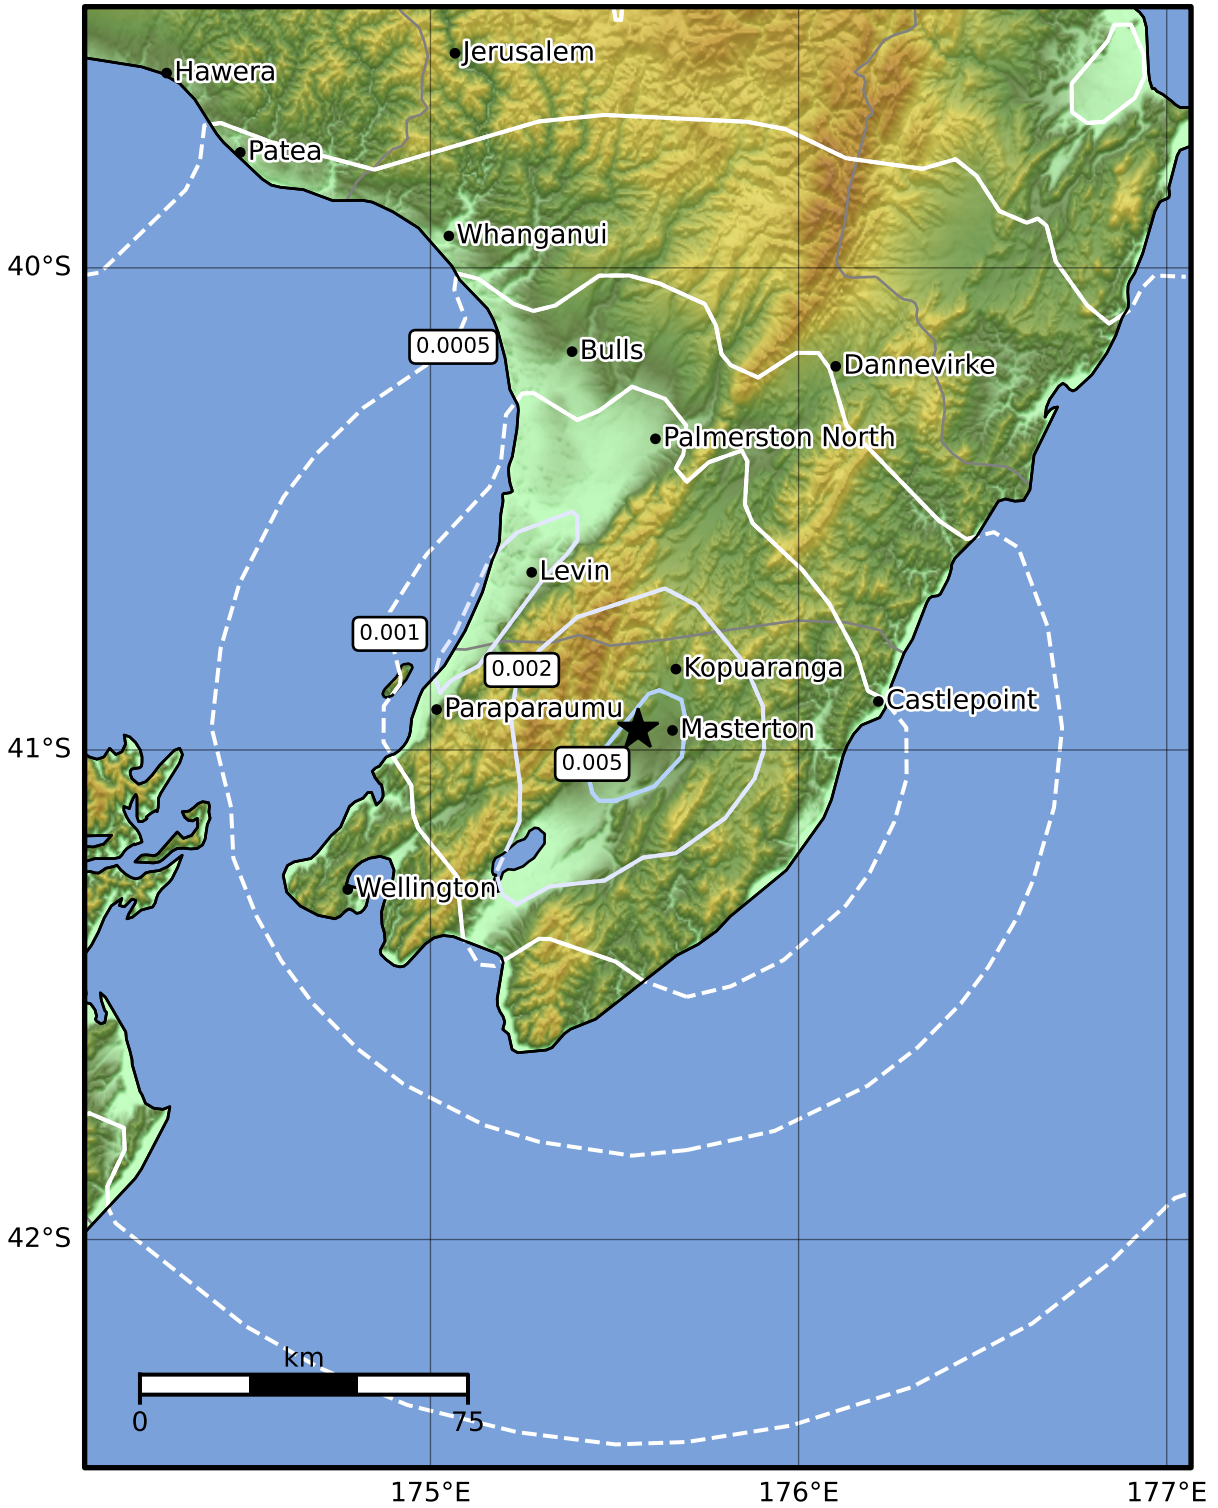 Jerusalem
Hawera
Patea
Whanganui
40°S
0.0005
Bulls
Dannevirke
Palmerston North
Levin
0.001
0.002
Kopuaranga
Paraparaumu
Castlepoint
Masterton
41°S
0.005
Wellington
42°S
km
0
75
175°E
176°E
177°E